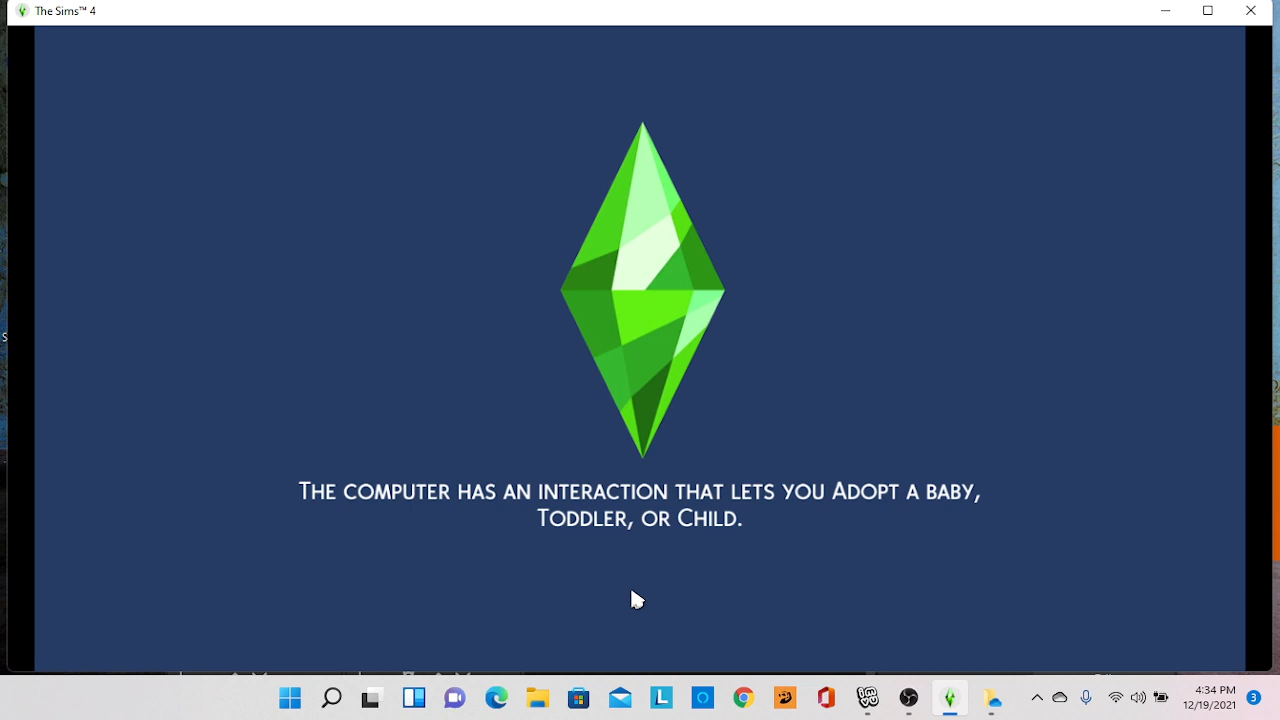 The Sims™ 4
The computer has an interaction that lets you Adopt a baby,
Toddler, or Child.
4:34 PM
12/19/2021
3